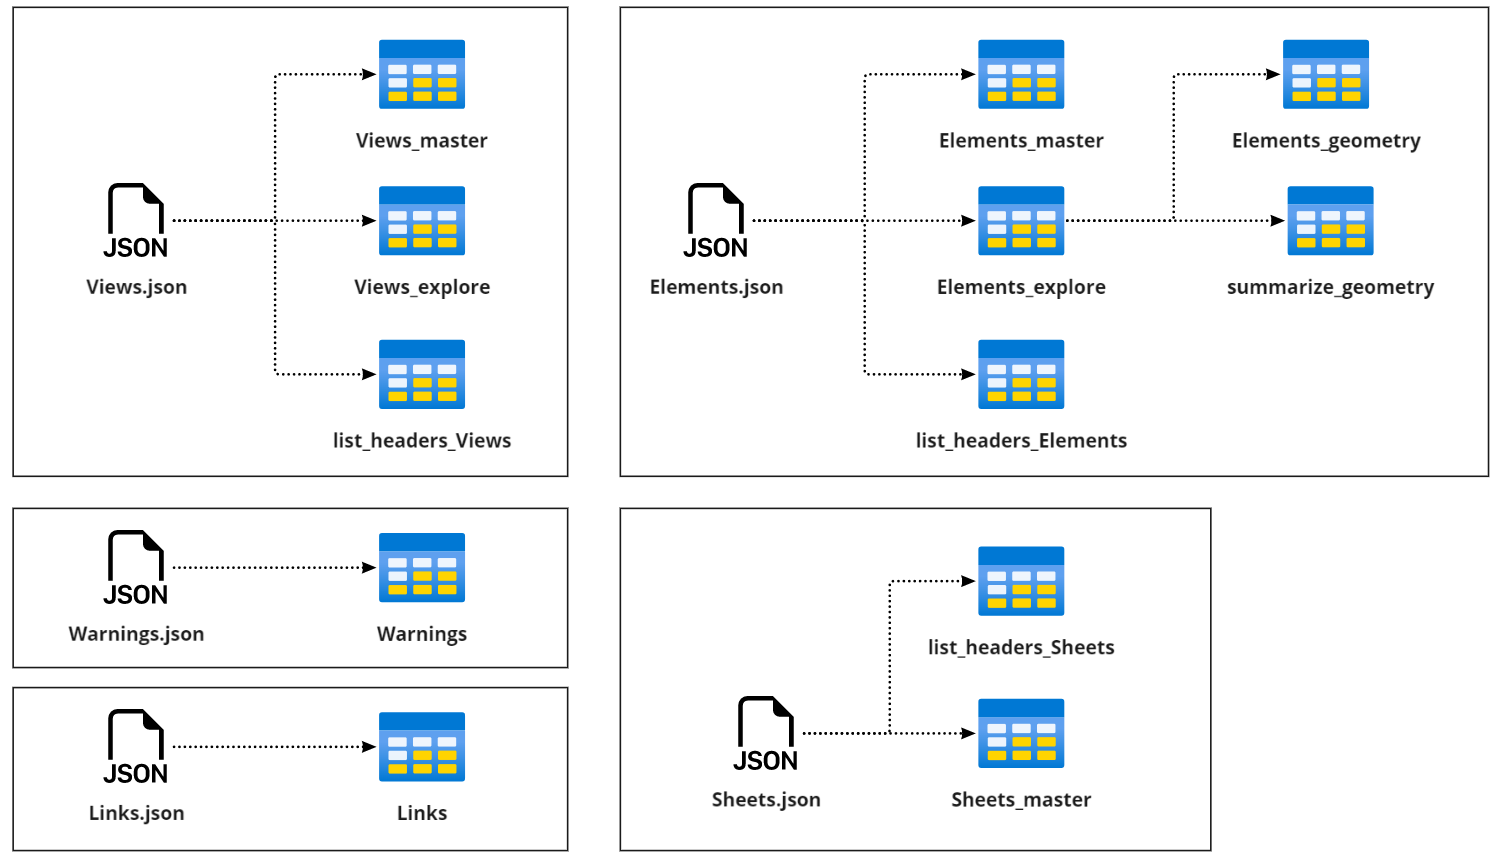 Views_master
JSON
Views.json
Views_explore
list_headers_Views
Elements_master
Elements_geometry
JSON
Elements.json
Elements_explore
summarize_geometry
list_headers_Elements
JSON
Warnings.json
Warnings
JSON
Links.json
Links
list_headers_Sheets
JSON
Sheets.json
Sheets_master